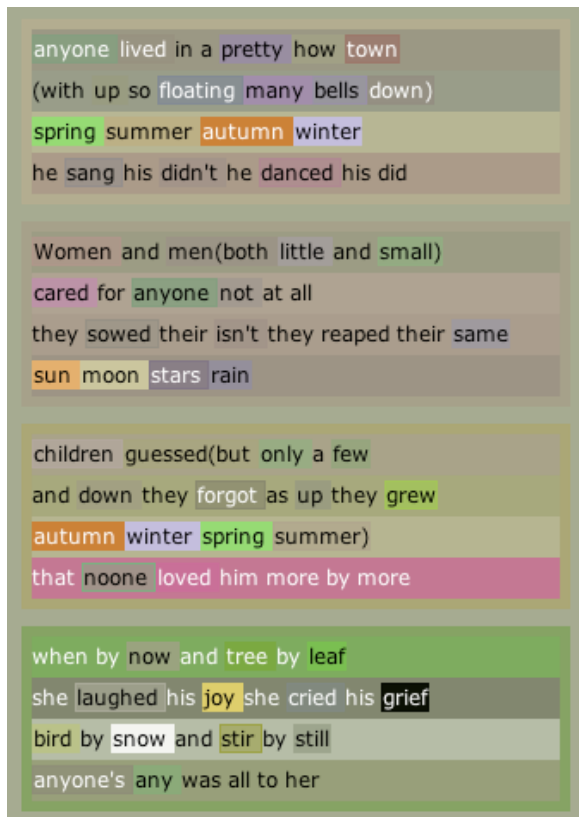 anyone lived in a pretty how town
(with up so floating many bells down)
spring summer autumn winter
he sang his didn't he danced his did
Women and men(both little and small)
cared for anyone not at all
they sowed their isn't they reaped their same
sun moon stars rain
children guessed(but only a few
and down they forgot as up they grew
autumn winter spring summer)
that noone loved him more by more
when by now and tree by leaf
she laughed his joy she cried his grief
bird by snow and stir by still
anyone's any was all to her